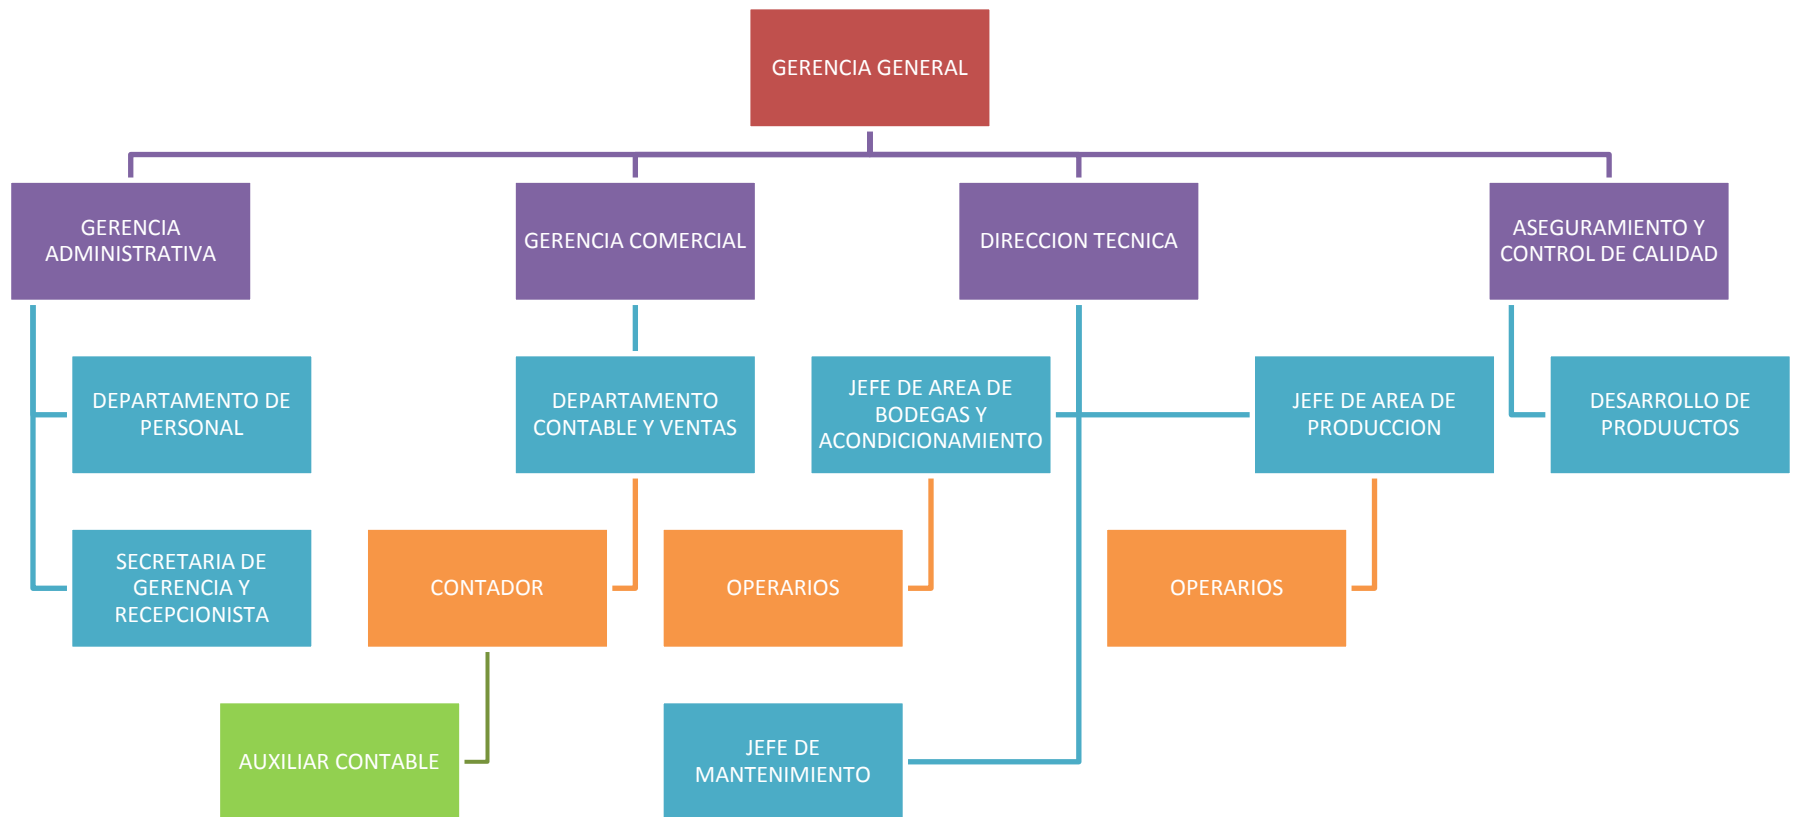 GERENCIA GENERAL
GERENCIA
ADMINISTRATIVA
GERENCIA COMERCIAL
DIRECCION TECNICA
ASEGURAMIENTO Y
CONTROL DE CALIDAD
DEPARTAMENTO DE
PERSONAL
DEPARTAMENTO
CONTABLE Y VENTAS
JEFE DE AREA DE
BODEGAS Y
ACONDICIONAMIENTO
JEFE DE AREA DE
PRODUCCION
DESARROLLO DE
PRODUUCTOS
SECRETARIA DE
GERENCIA Y
RECEPCIONISTA
CONTADOR
OPERARIOS
OPERARIOS
AUXILIAR CONTABLE
JEFE DE
MANTENIMIENTO